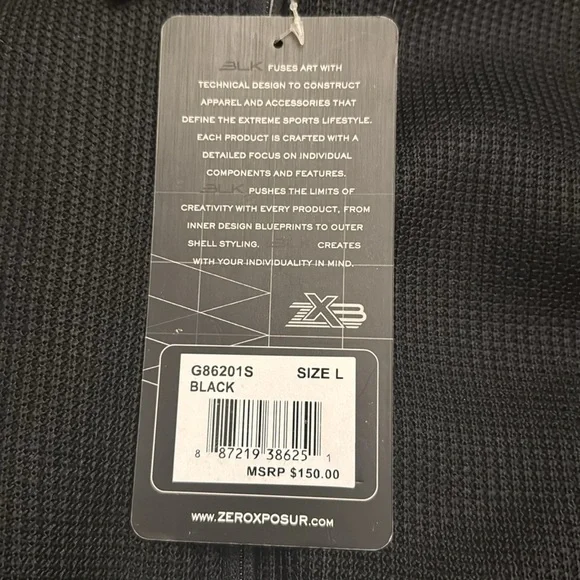 BLK FUSES ART WITH
TECHNICAL DESIGN TO CONSTRUCT
APPAREL AND ACCESSORIES THAT
DEFINE THE EXTREME SPORTS LIFESTYLE.
EACH PRODUCT IS CRAFTED WITH A
DETAILED FOCUS ON INDIVIDUAL
COMPONENTS AND FEATURES.
BLK PUSHES THE LIMITS OF
CREATIVITY WITH EVERY PRODUCT, FROM
INNER DESIGN BLUEPRINTS TO OUTER
SHELL STYLING. BLK CREATES
WITH YOUR INDIVIDUALITY IN MIND.
ZXB
G86201S SIZE L
BLACK
8 87219 38625 1
MSRP $150.00
WWW.ZEROXPOSUR.COM